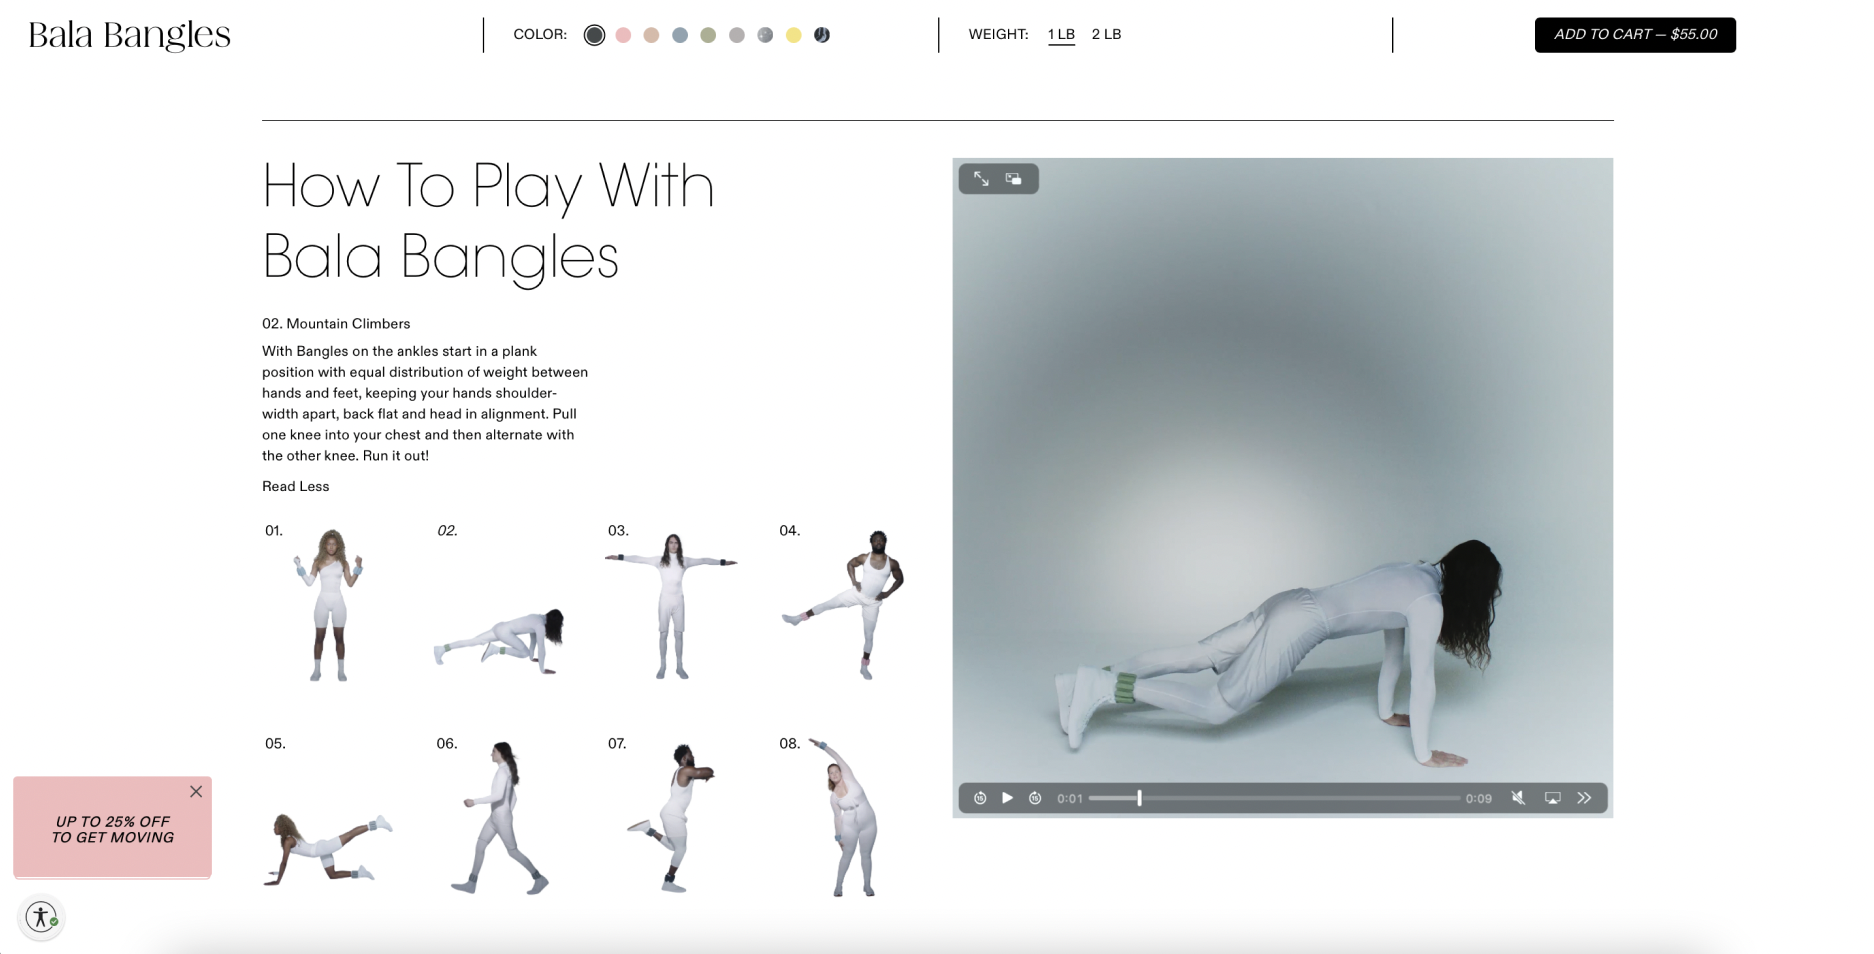 Bala Bangles
COLOR:
WEIGHT: 1 LB 2 LB
ADD TO CART — $55.00
How To Play With
Bala Bangles
02. Mountain Climbers
With Bangles on the ankles start in a plank
position with equal distribution of weight between
hands and feet, keeping your hands shoulder-
width apart, back flat and head in alignment. Pull
one knee into your chest and then alternate with
the other knee. Run it out!
Read Less
01.
02.
03.
04.
05.
06.
07.
08.
15
15
0:01
0:09
UP TO 25% OFF
TO GET MOVING